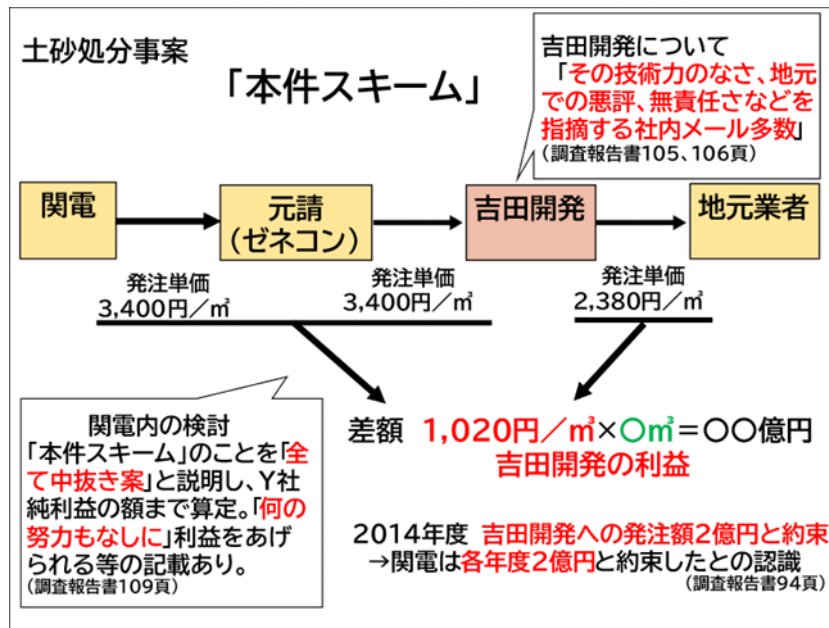 土砂処分事案
「本件スキーム」
吉田開発について
「その技術力のなさ、地元
での悪評、無責任さなどを
指摘する社内メール多数」
(調査報告書105、106頁)
関電
元請
(ゼネコン)
吉田開発
地元業者
発注単価
3,400円/㎥
発注単価
3,400円/㎥
発注単価
2,380円/㎥
関電内の検討
「本件スキーム」のことを「全
て中抜き案」と説明し、Y社
純利益の額まで算定。「何の
努力もなしに」利益をあげ
られる等の記載あり。
(調査報告書109頁)
差額 1,020円/㎥×〇㎥=〇〇億円
吉田開発の利益
2014年度 吉田開発への発注額2億円と約束
→関電は各年度2億円と約束したとの認識
(調査報告書94頁)